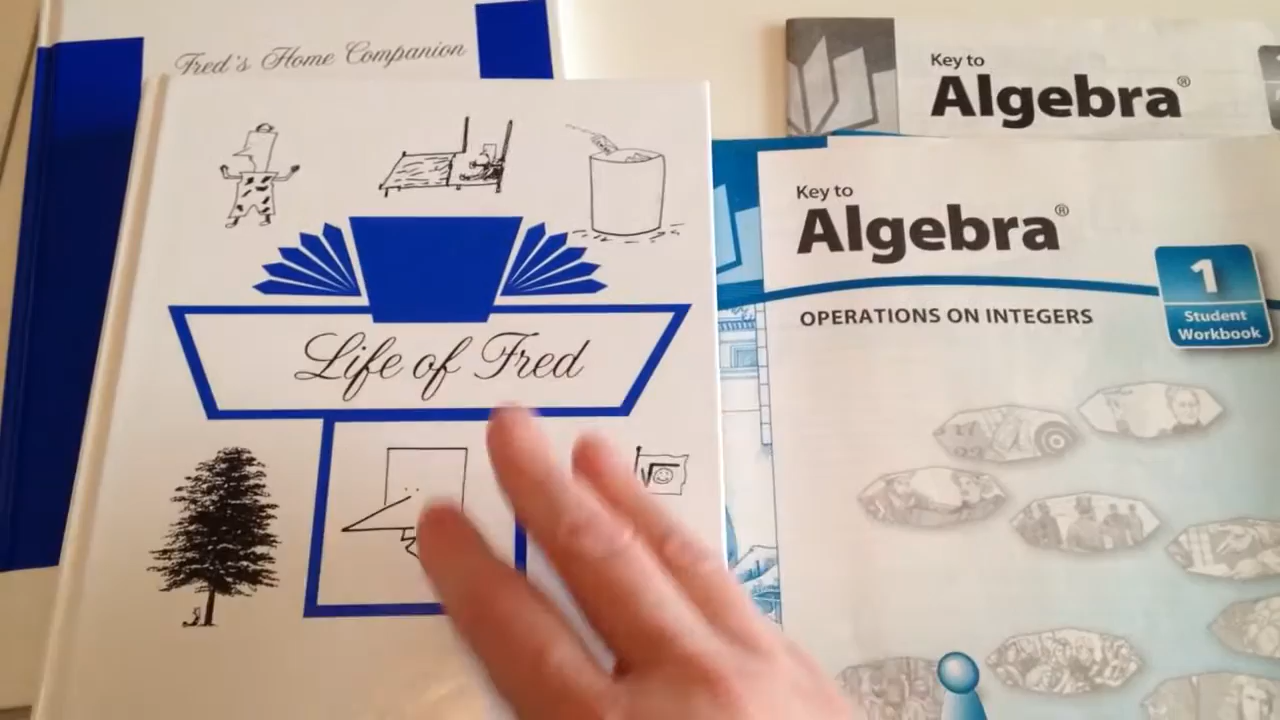 Fred's Home Companion
Life of Fred
√
Key to
Algebra®
Key to
Algebra®
OPERATIONS ON INTEGERS
1
Student
Workbook